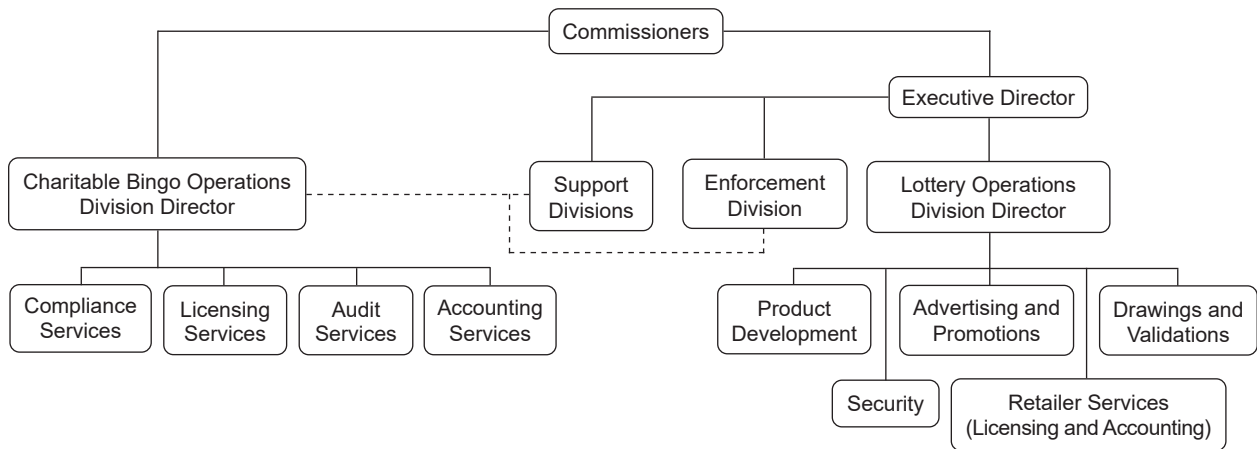 Commissioners
Executive Director
Charitable Bingo Operations
Division Director
Support
Divisions
Enforcement
Division
Lottery Operations
Division Director
Compliance
Services
Licensing
Services
Audit
Services
Accounting
Services
Product
Development
Advertising and
Promotions
Drawings and
Validations
Security
Retailer Services
(Licensing and Accounting)